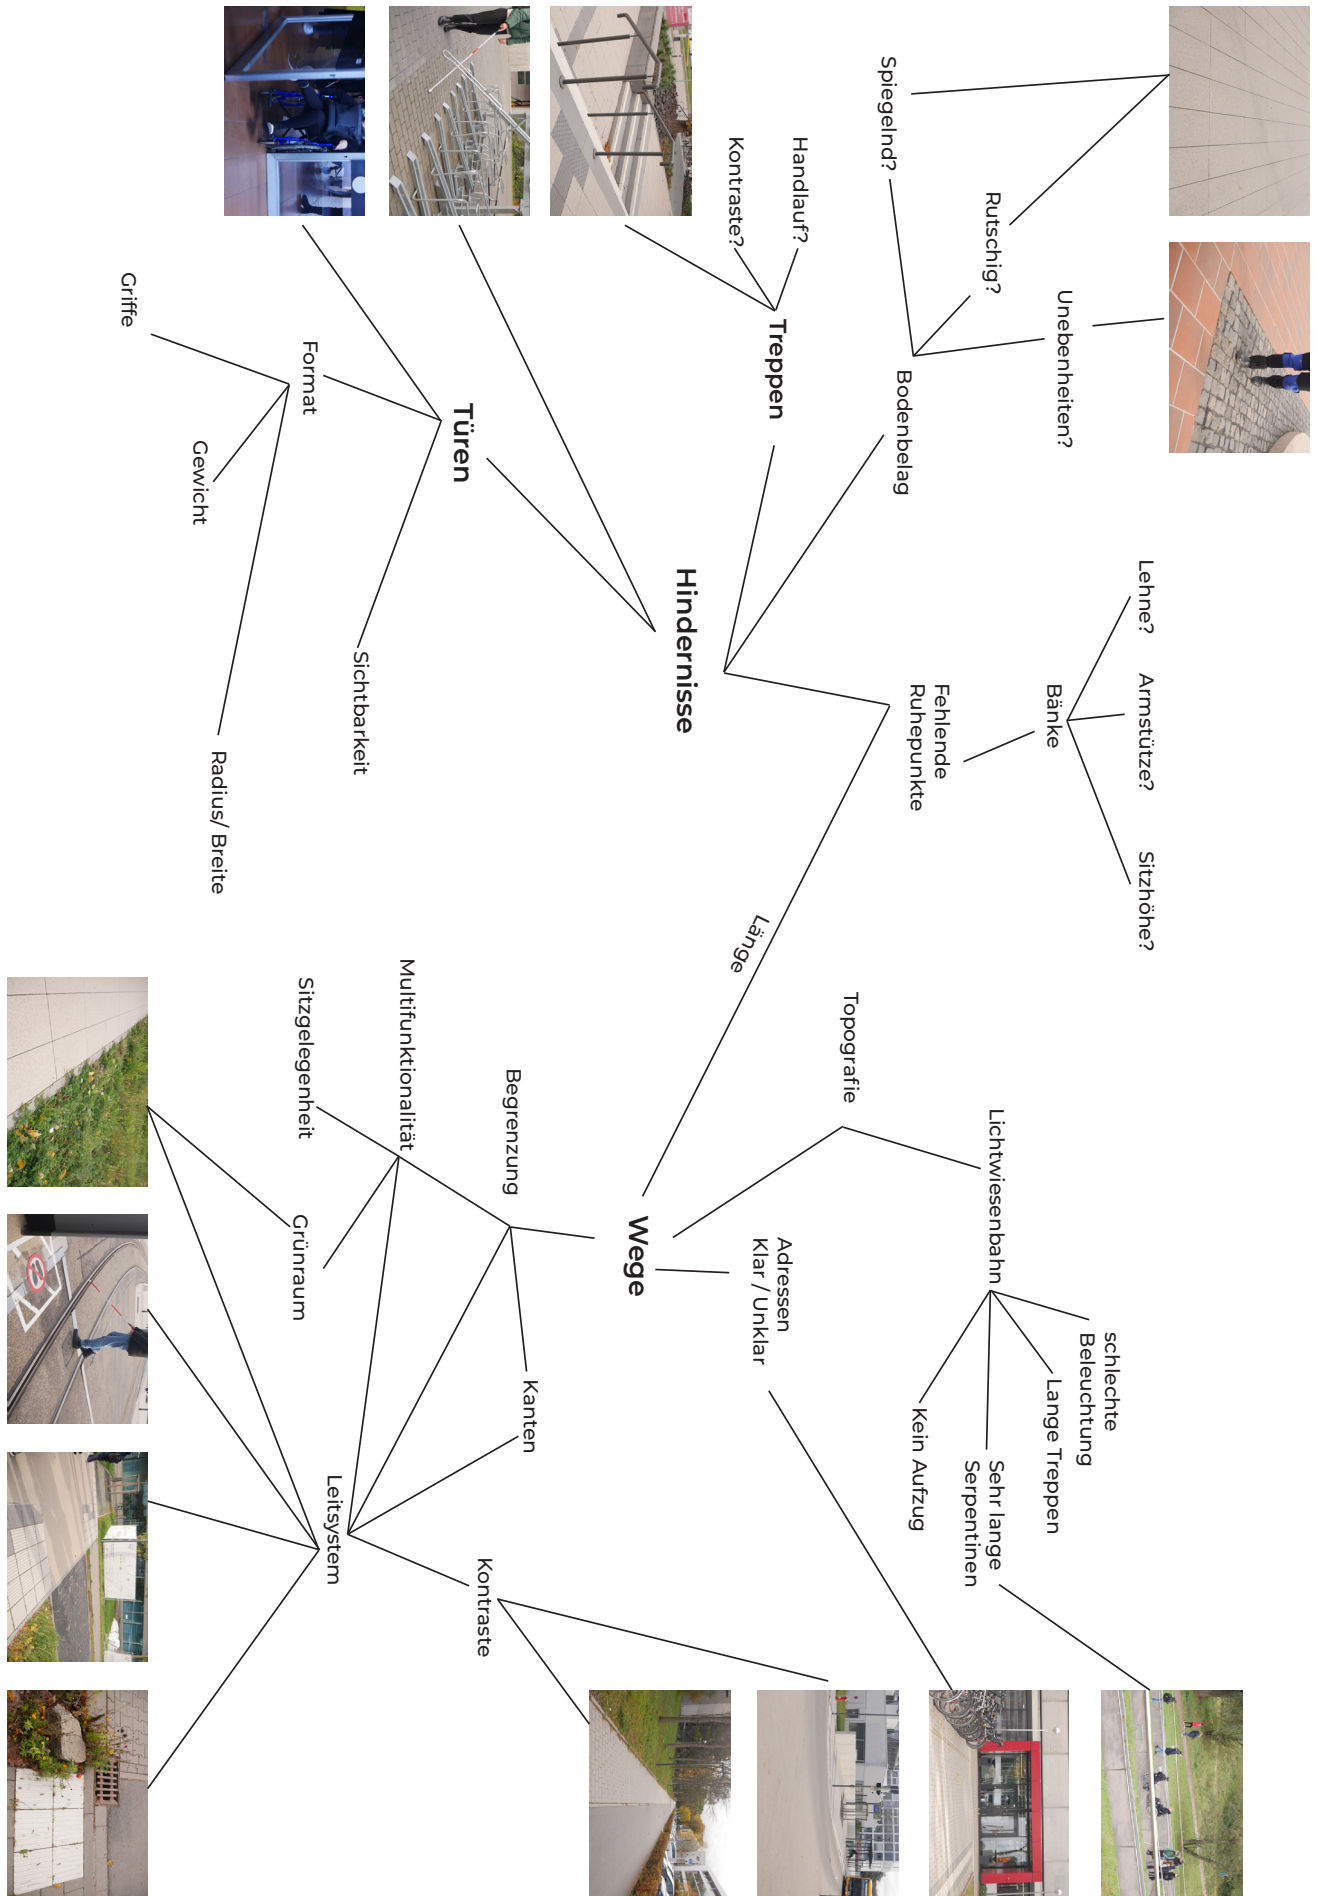 Lehne?
Armstütze?
Sitzhöhe?
Unebenheiten?
Bänke
Rutschig?
Fehlende
Ruhepunkte
Spiegelnd?
Bodenbelag
Handlauf?
Kontraste?
Treppen
Hindernisse
Türen
Format
Sichtbarkeit
Griffe
Gewicht
Radius/ Breite
Länge
schlechte
Beleuchtung
Lange Treppen
Sehr lange
Serpentinen
Kein Aufzug
Lichtwiesenbahn
Topografie
Adressen
Klar / Unklar
Wege
Begrenzung
Kanten
Multifunktionalität
Sitzgelegenheit
Grünraum
Kontraste
Leitsystem